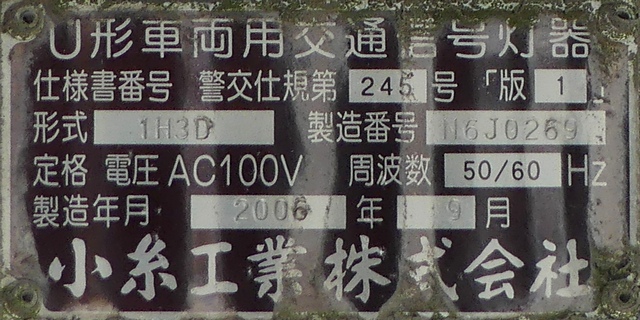 U形車両用交通信号灯器
仕様書番号 警交仕規第 245 号 「版 1 」
形式 1H3D 製造番号 N6J0269
定格 電圧 AC100V 周波数 50/60 Hz
製造年月 2006 年 9 月
小糸工業株式会社